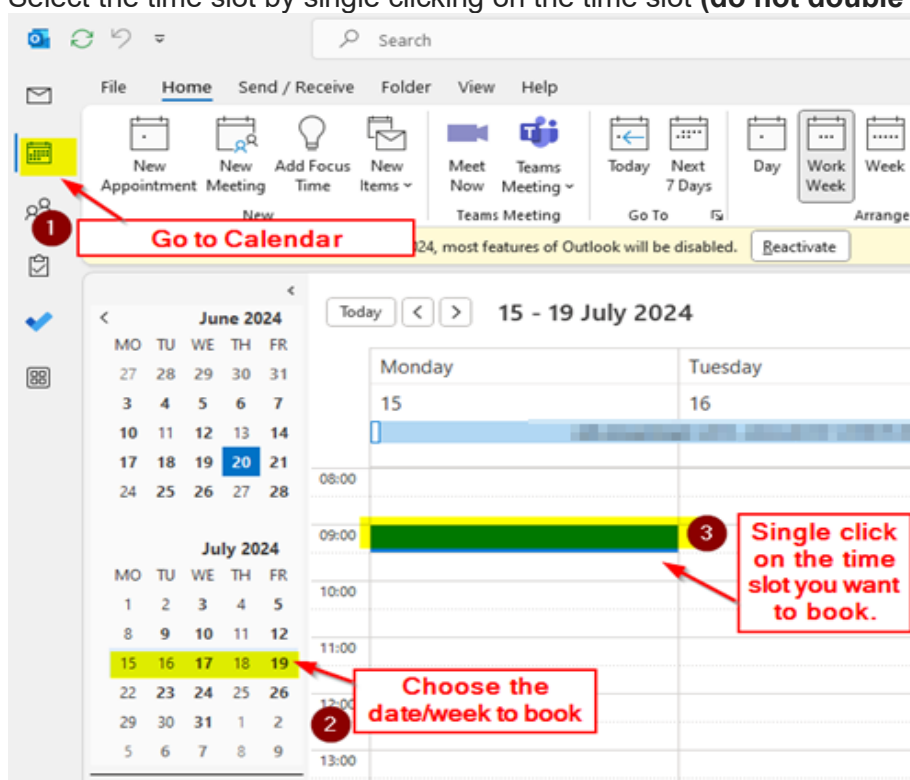 Select the time slot by single clicking on the time slot (do not double
Search
File Home Send / Receive Folder View Help
New Appointment
New Meeting
Add Focus Time
New Items
Meet Now
Teams Meeting
Today
Next 7 Days
Day
Work Week
Week
New
Teams Meeting
Go To
Arrange
1
Go to Calendar
24, most features of Outlook will be disabled. Reactivate
June 2024
MO TU WE TH FR
27 28 29 30 31
3 4 5 6 7
10 11 12 13 14
17 18 19 20 21
24 25 26 27 28
July 2024
MO TU WE TH FR
1 2 3 4 5
8 9 10 11 12
15 16 17 18 19
22 23 24 25 26
29 30 31 1 2
5 6 7 8 9
Choose the
date/week to book
2
Today 15 - 19 July 2024
Monday Tuesday
15 16
08:00
09:00
10:00
11:00
12:00
13:00
3
Single click
on the time
slot you want
to book.